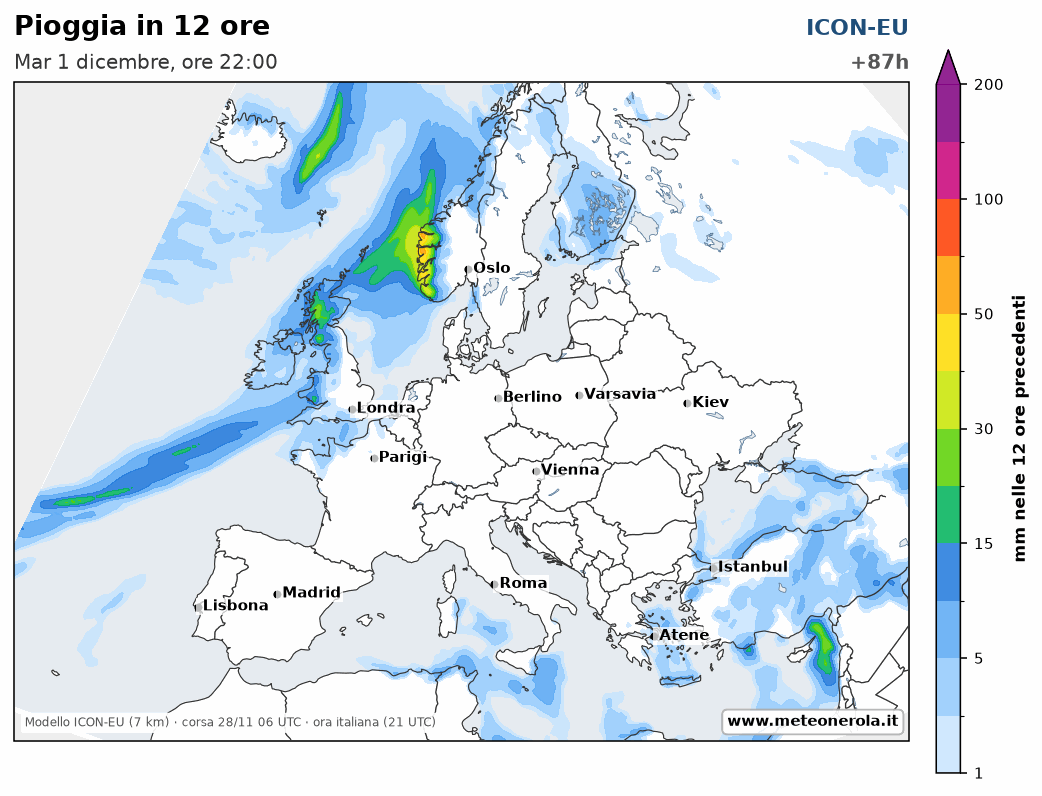 Pioggia in 12 ore
ICON-EU
Mar 1 dicembre, ore 22:00
+87h
200
100
50
30
15
5
1
mm nelle 12 ore precedenti
Oslo
Berlino
Varsavia
Kiev
Londra
Parigi
Vienna
Istanbul
Roma
Madrid
Lisbona
Atene
Modello ICON-EU (7 km) · corsa 28/11 06 UTC · ora italiana (21 UTC)
www.meteonerola.it